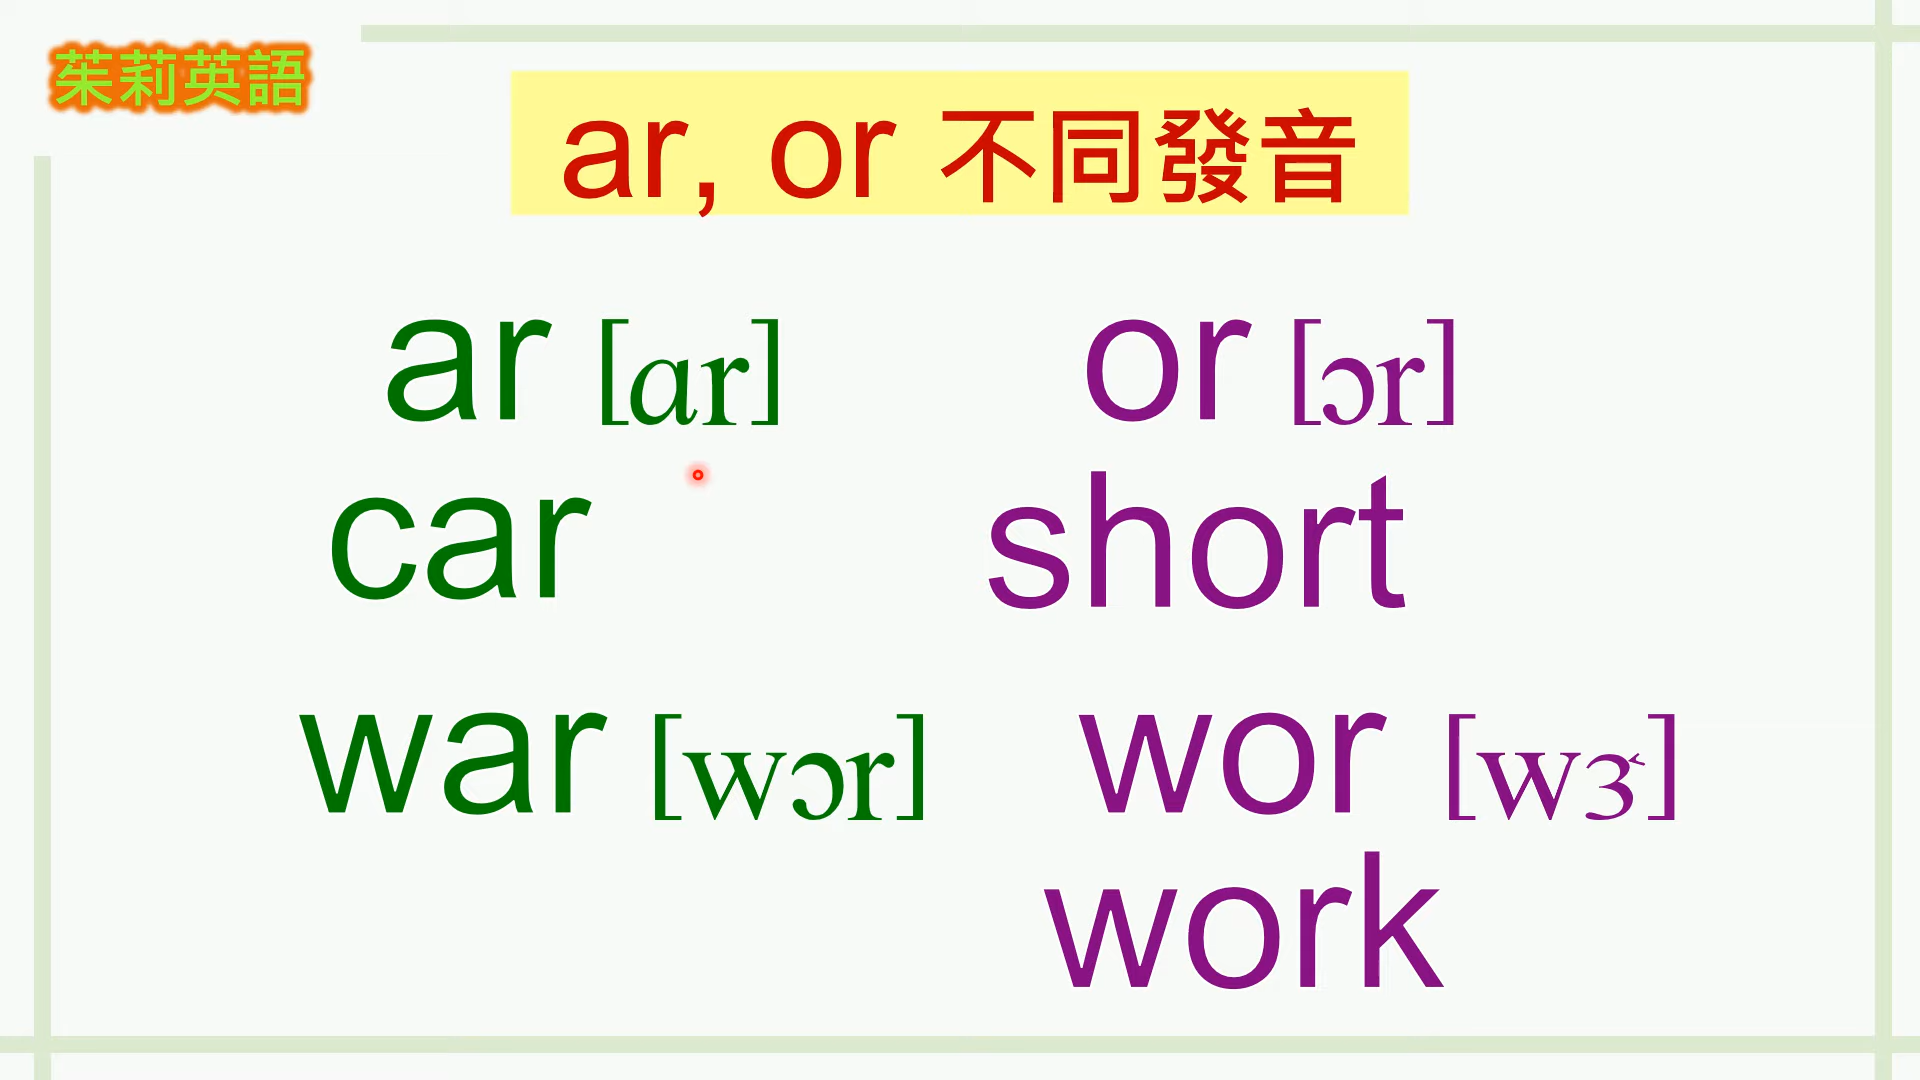 茱莉英語
ar, or 不同發音
ar [ɑr]
or [ɔr]
car
short
war [wɔr]
wor [wɝ]
work